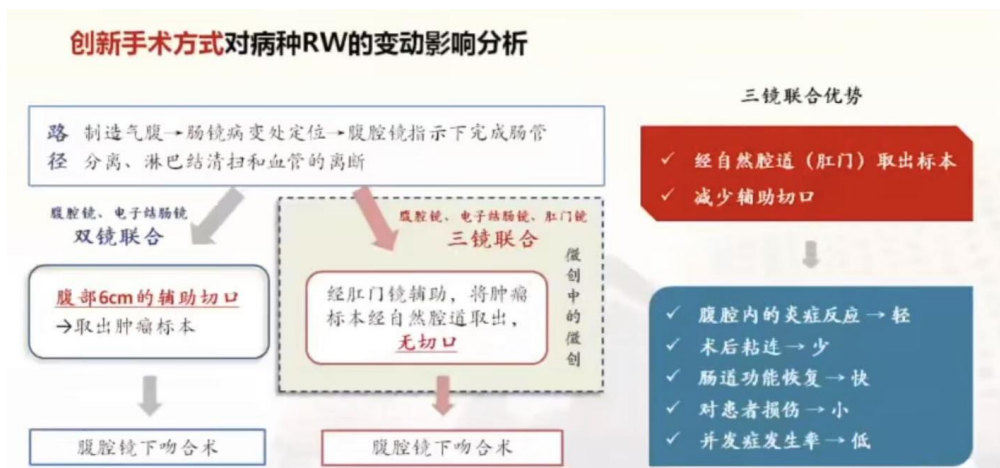 创新手术方式对病种RW的变动影响分析
路 制造气腹→肠镜病变处定位→腹腔镜指示下完成肠管
径 分离、淋巴结清扫和血管的离断
腹腔镜、电子结肠镜
双镜联合
腹部6cm的辅助切口
→取出肿瘤标本
腹腔镜下吻合术
腹腔镜、电子结肠镜、肛门镜
三镜联合
经肛门镜辅助，将肿瘤
标本经自然腔道取出，
无切口
微创中的微创
腹腔镜下吻合术
三镜联合优势
✓ 经自然腔道（肛门）取出标本
✓ 减少辅助切口
✓ 腹腔内的炎症反应→轻
✓ 术后粘连→少
✓ 肠道功能恢复→快
✓ 对患者损伤→小
✓ 并发症发生率→低